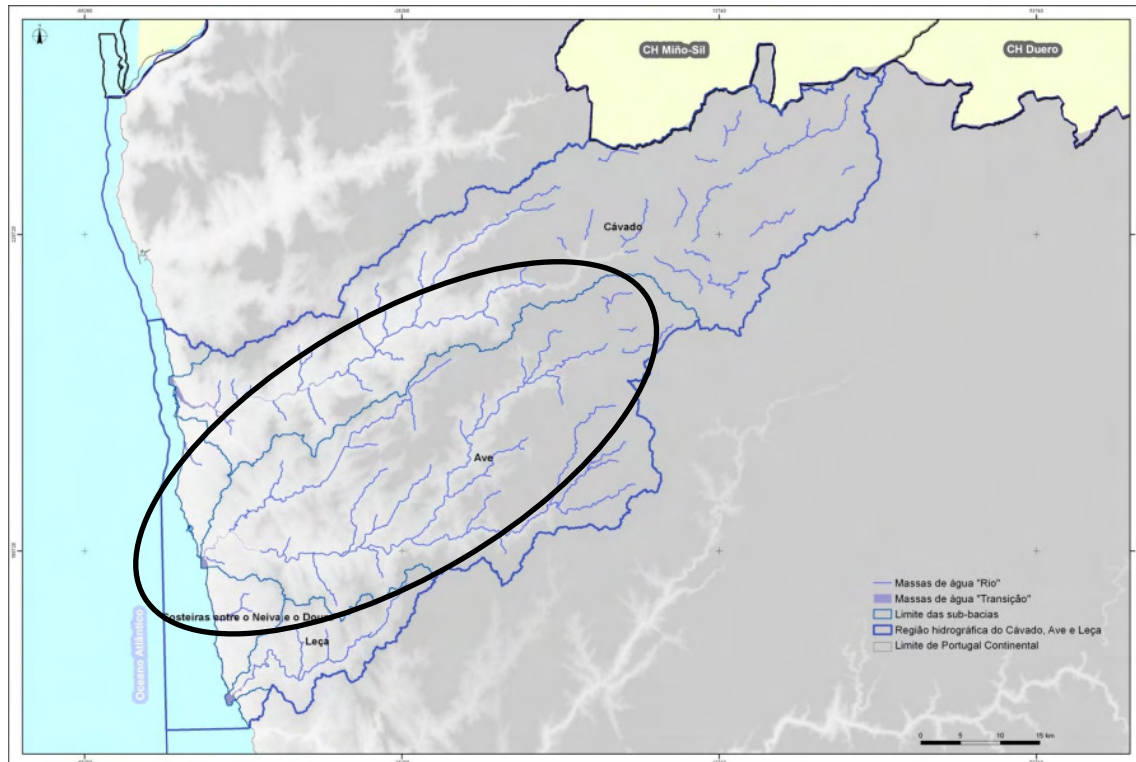 CH Miño-Sil
CH Duero
Cávado
Ave
Costeiras entre o Neiva e o Douro
Leça
Oceano Atlântico
Massas de água "Rio"
Massas de água "Transição"
Limite das sub-bacias
Região hidrográfica do Cávado, Ave e Leça
Limite de Portugal Continental
0 5 10 15 km